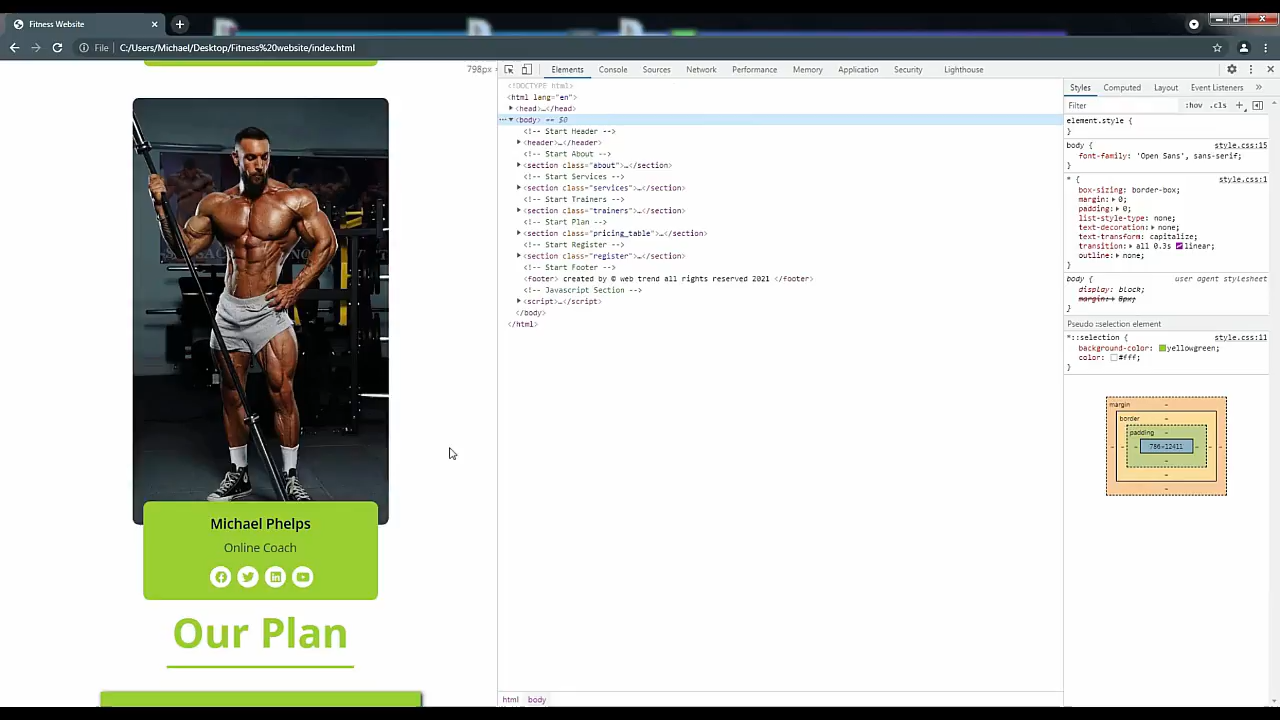 Fitness Website
File
C:/Users/Michael/Desktop/Fitness%20website/index.html
798px
Elements
Console
Sources
Network
Performance
Memory
Application
Security
Lighthouse
<!DOCTYPE html>
<html lang="en">
<head>…</head>
<body> == $0
<!-- Start Header -->
<header>…</header>
<!-- Start About -->
<section class="about">…</section>
<!-- Start Services -->
<section class="services">…</section>
<!-- Start Trainers -->
<section class="trainers">…</section>
<!-- Start Plan -->
<section class="pricing_table">…</section>
<!-- Start Register -->
<section class="register">…</section>
<!-- Start Footer -->
<footer> created by © web trend all rights reserved 2021 </footer>
<!-- Javascript Section -->
<script>…</script>
</body>
</html>
html body
Styles
Computed
Layout
Event Listeners
Filter
:hov .cls
element.style {
}
body { style.css:15
font-family: 'Open Sans', sans-serif;
}
* { style.css:1
box-sizing: border-box;
margin: 0;
padding: 0;
list-style-type: none;
text-decoration: none;
text-transform: capitalize;
transition: all 0.3s linear;
outline: none;
}
body { user agent stylesheet
display: block;
margin: 8px;
}
Pseudo ::selection element
*::selection { style.css:11
background-color: yellowgreen;
color: #fff;
}
margin
border
padding
786×12411
Michael Phelps
Online Coach
Our Plan